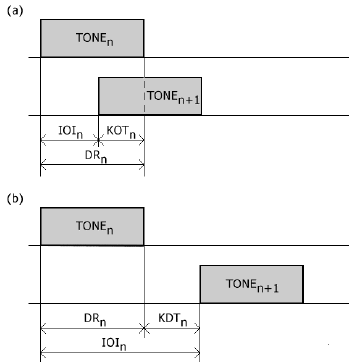 (a)
TONEn
TONEn+1
IOIn KOTn
DRn
(b)
TONEn
TONEn+1
DRn KDTn
IOIn